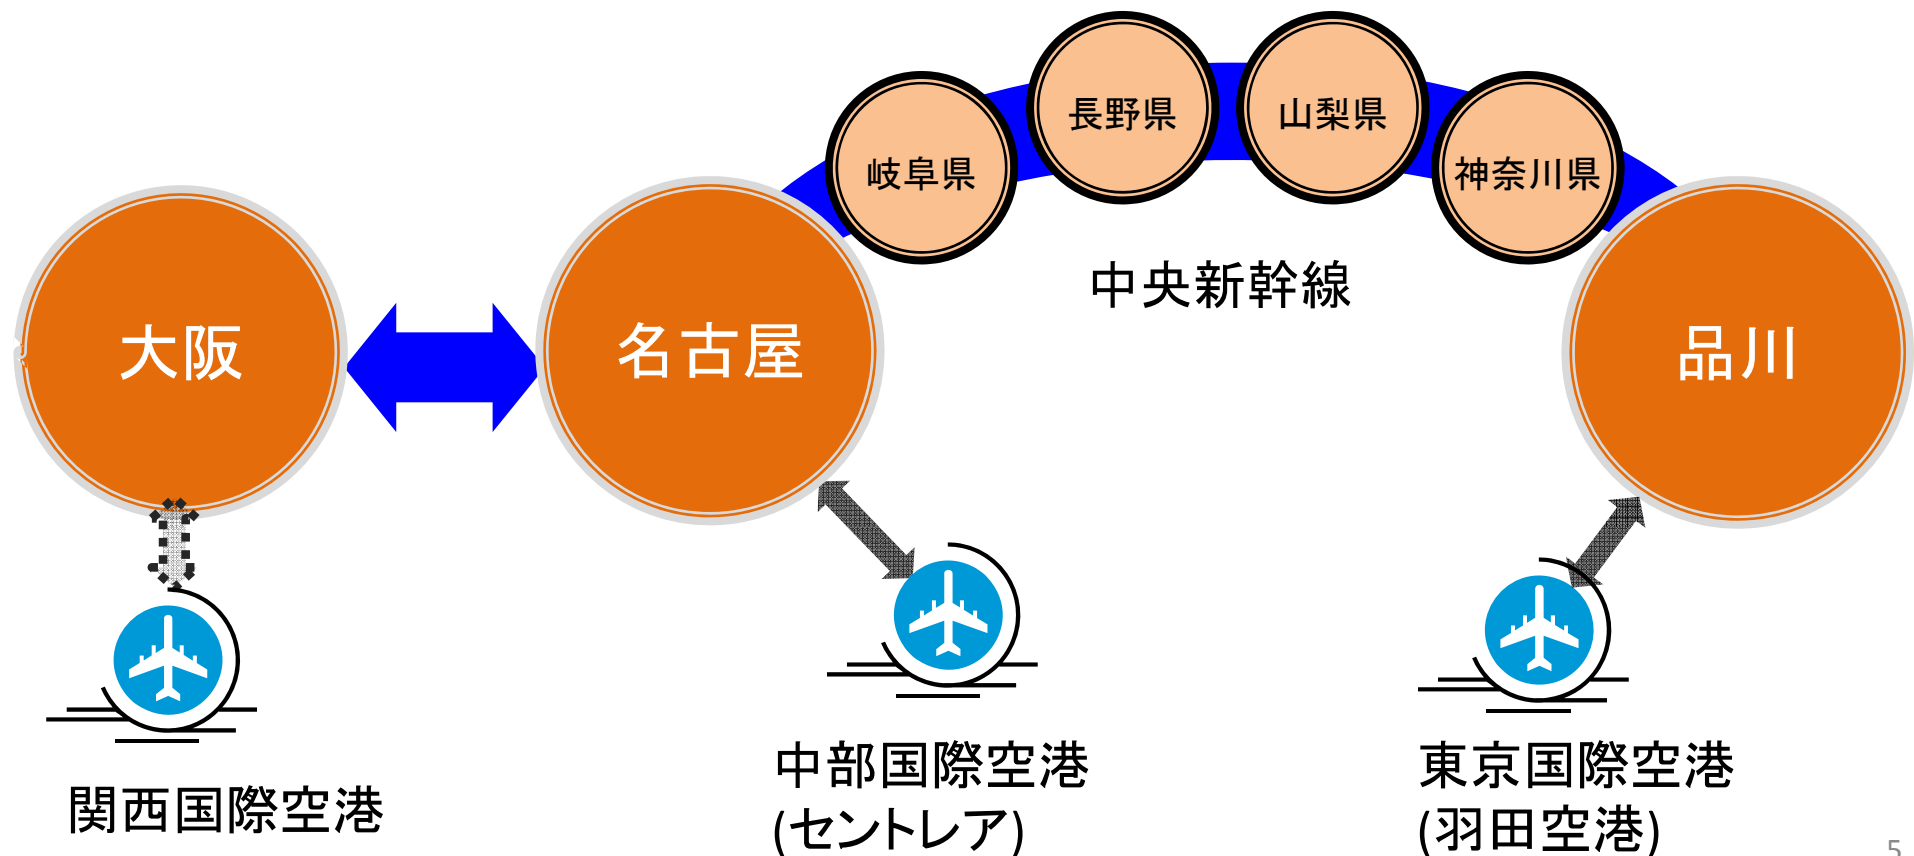 長野県
山梨県
岐阜県
神奈川県
中央新幹線
大阪
名古屋
品川
関西国際空港
中部国際空港
(セントレア)
東京国際空港
(羽田空港)
5